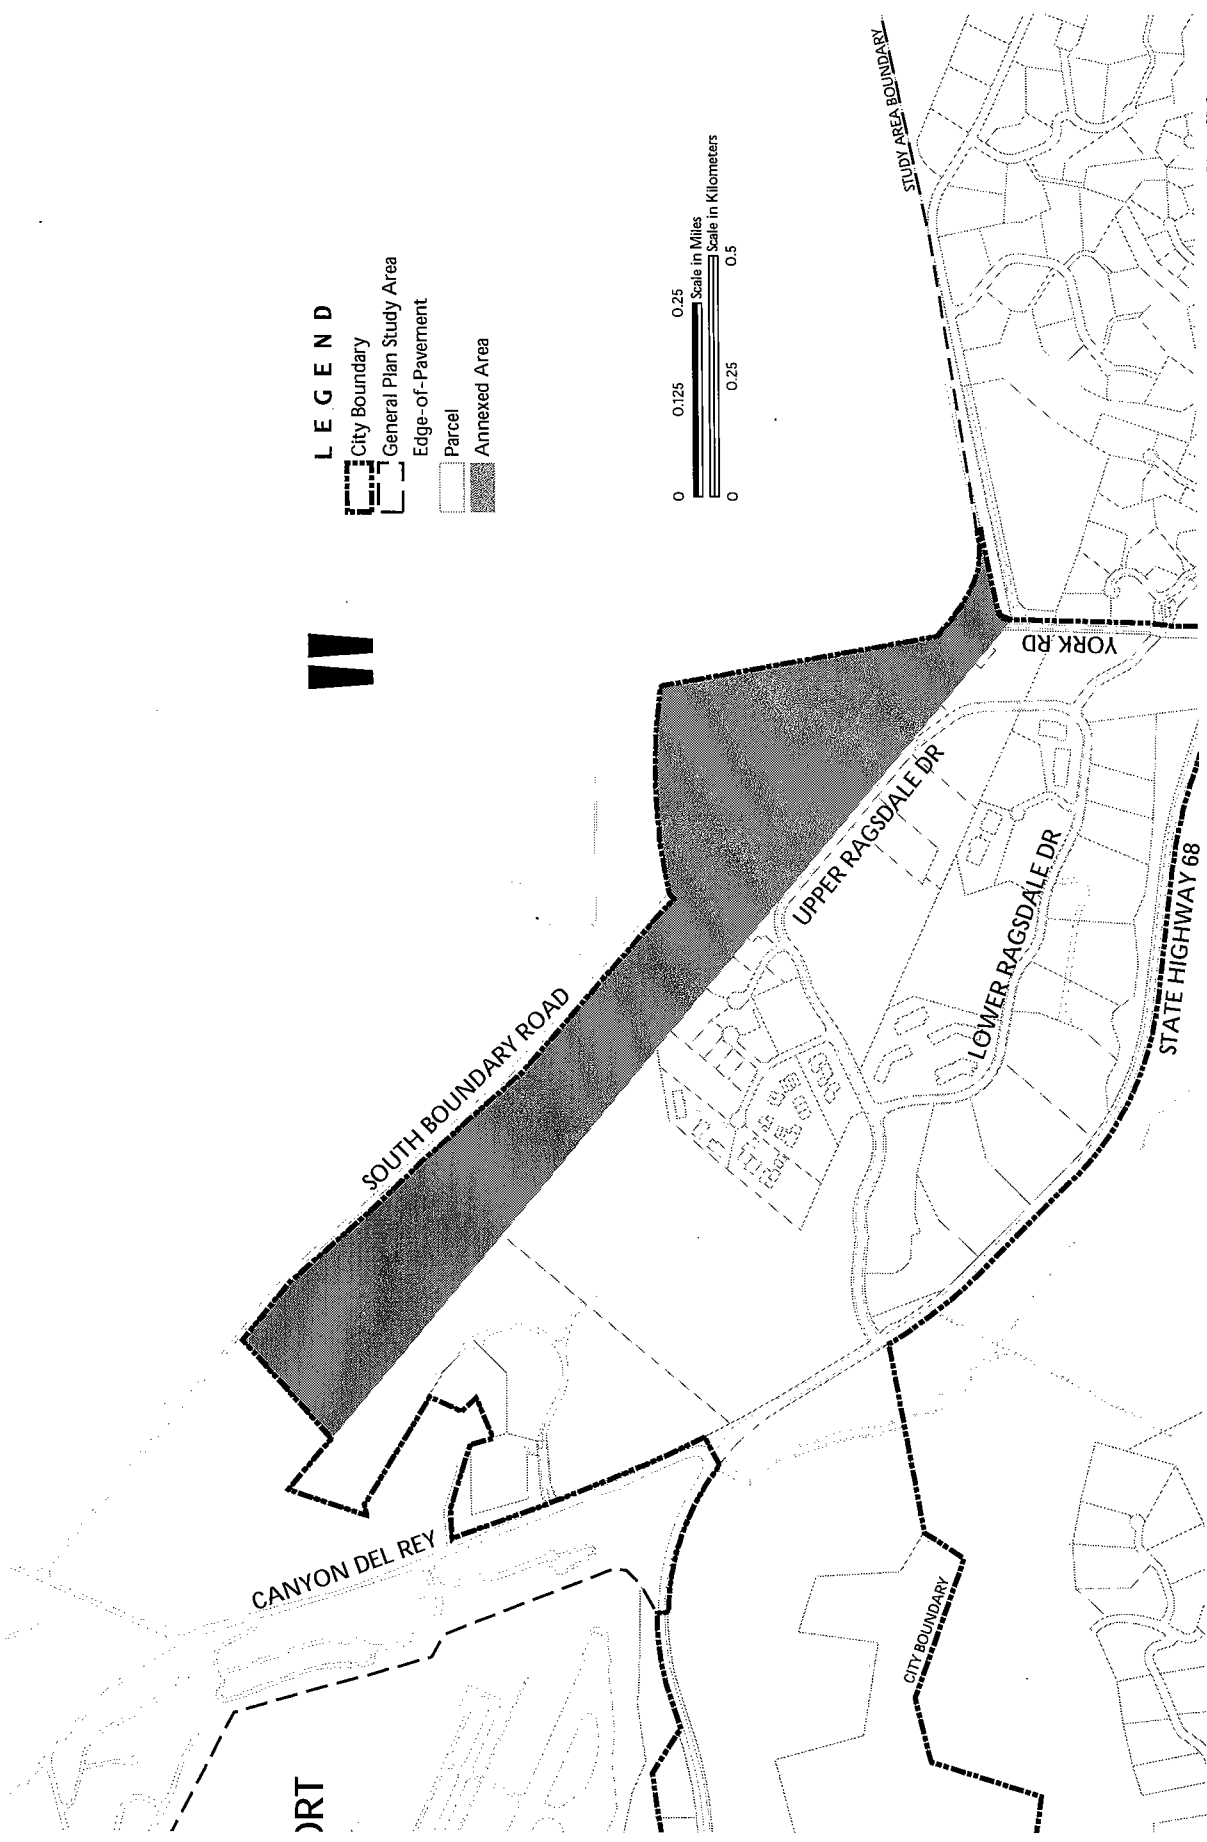 LEGEND
City Boundary
General Plan Study Area
Edge-of-Pavement
Parcel
Annexed Area
0 0.125 0.25
Scale in Miles
Scale in Kilometers
0 0.25 0.5
STUDY AREA BOUNDARY
SOUTH BOUNDARY ROAD
YORK RD
UPPER RAGSDALE DR
LOWER RAGSDALE DR
STATE HIGHWAY 68
CANYON DEL REY
CITY BOUNDARY
ORT